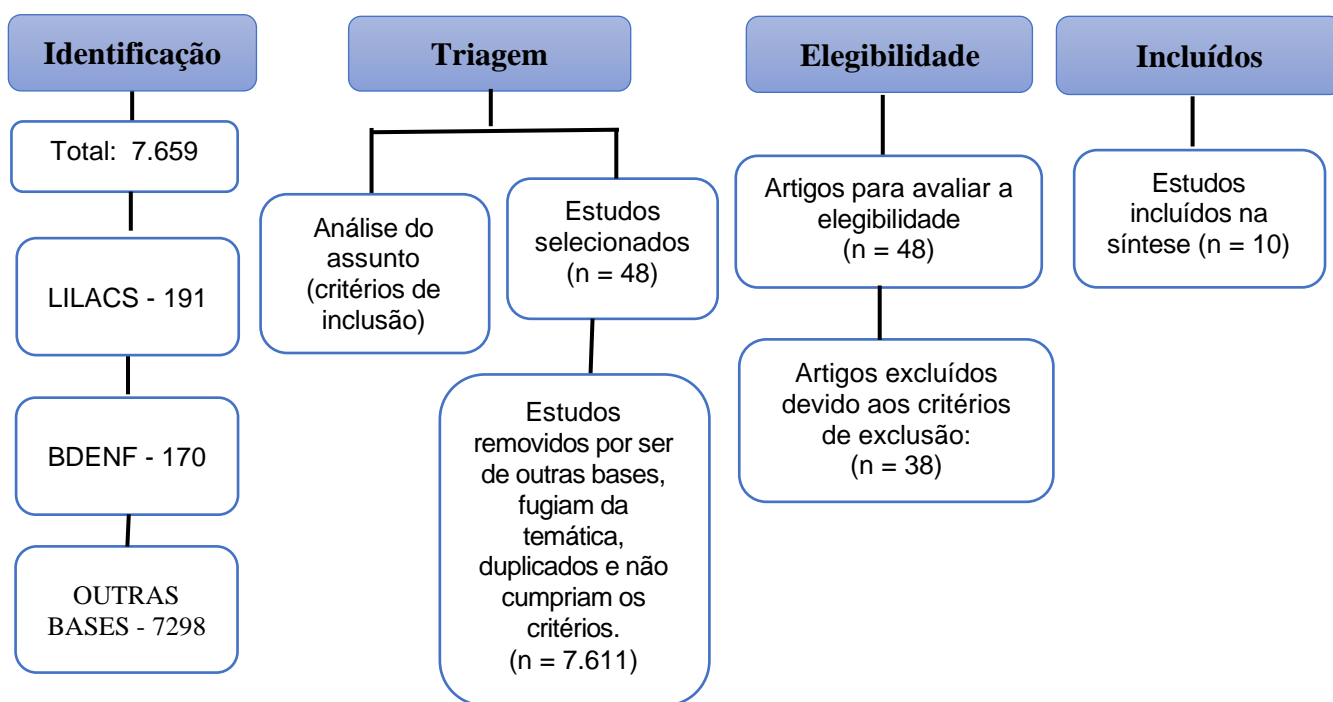 Identificação
Total: 7.659
LILACS - 191
BDENF - 170
OUTRAS
BASES - 7298
Triagem
Análise do
assunto
(critérios de
inclusão)
Estudos
selecionados
(n = 48)
Estudos
removidos por ser
de outras bases,
fugiam da
temática,
duplicados e não
cumpriam os
critérios.
(n = 7.611)
Elegibilidade
Artigos para avaliar a
elegibilidade
(n = 48)
Artigos excluídos
devido aos critérios
de exclusão:
(n = 38)
Incluídos
Estudos
incluídos na
síntese (n = 10)